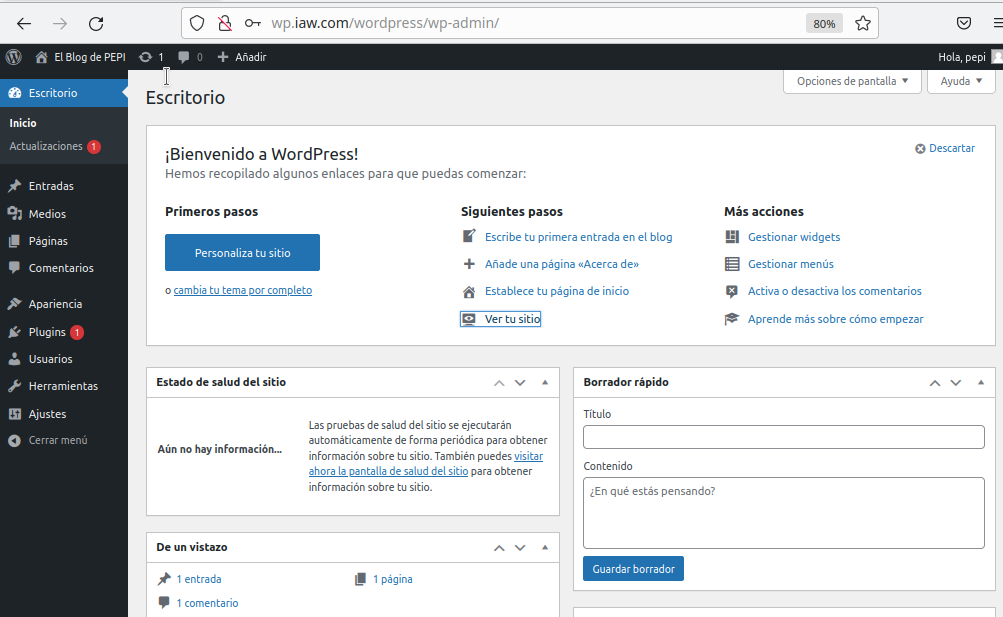 wp.iaw.com/wordpress/wp-admin/
80%
El Blog de PEPI
1
0
Añadir
Hola, pepi
Escritorio
Inicio
Actualizaciones 1
Entradas
Medios
Páginas
Comentarios
Apariencia
Plugins 1
Usuarios
Herramientas
Ajustes
Cerrar menú
Opciones de pantalla
Ayuda
Escritorio
¡Bienvenido a WordPress!
Descartar
Hemos recopilado algunos enlaces para que puedas comenzar:
Primeros pasos
Personaliza tu sitio
o cambia tu tema por completo
Siguientes pasos
Escribe tu primera entrada en el blog
Añade una página «Acerca de»
Establece tu página de inicio
Ver tu sitio
Más acciones
Gestionar widgets
Gestionar menús
Activa o desactiva los comentarios
Aprende más sobre cómo empezar
Estado de salud del sitio
Aún no hay información...
Las pruebas de salud del sitio se ejecutarán
automáticamente de forma periódica para obtener
información sobre tu sitio. También puedes visitar
ahora la pantalla de salud del sitio para obtener
información sobre tu sitio.
De un vistazo
1 entrada
1 página
1 comentario
Borrador rápido
Título
Contenido
¿En qué estás pensando?
Guardar borrador